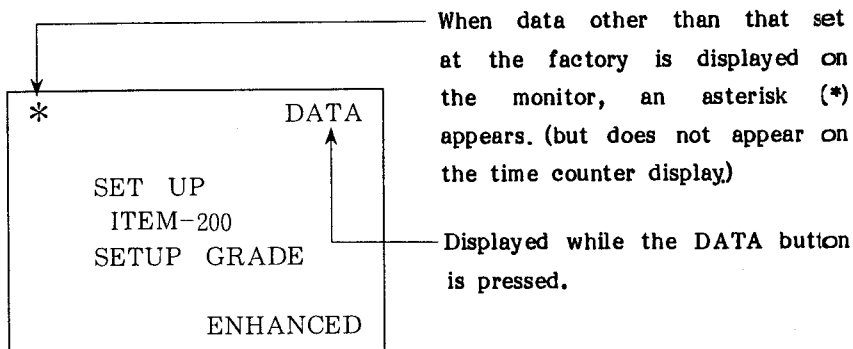 When data other than that set
at the factory is displayed on
the monitor, an asterisk (*)
appears. (but does not appear on
the time counter display.)
Displayed while the DATA button
is pressed.
* DATA
SET UP
ITEM-200
SETUP GRADE
ENHANCED